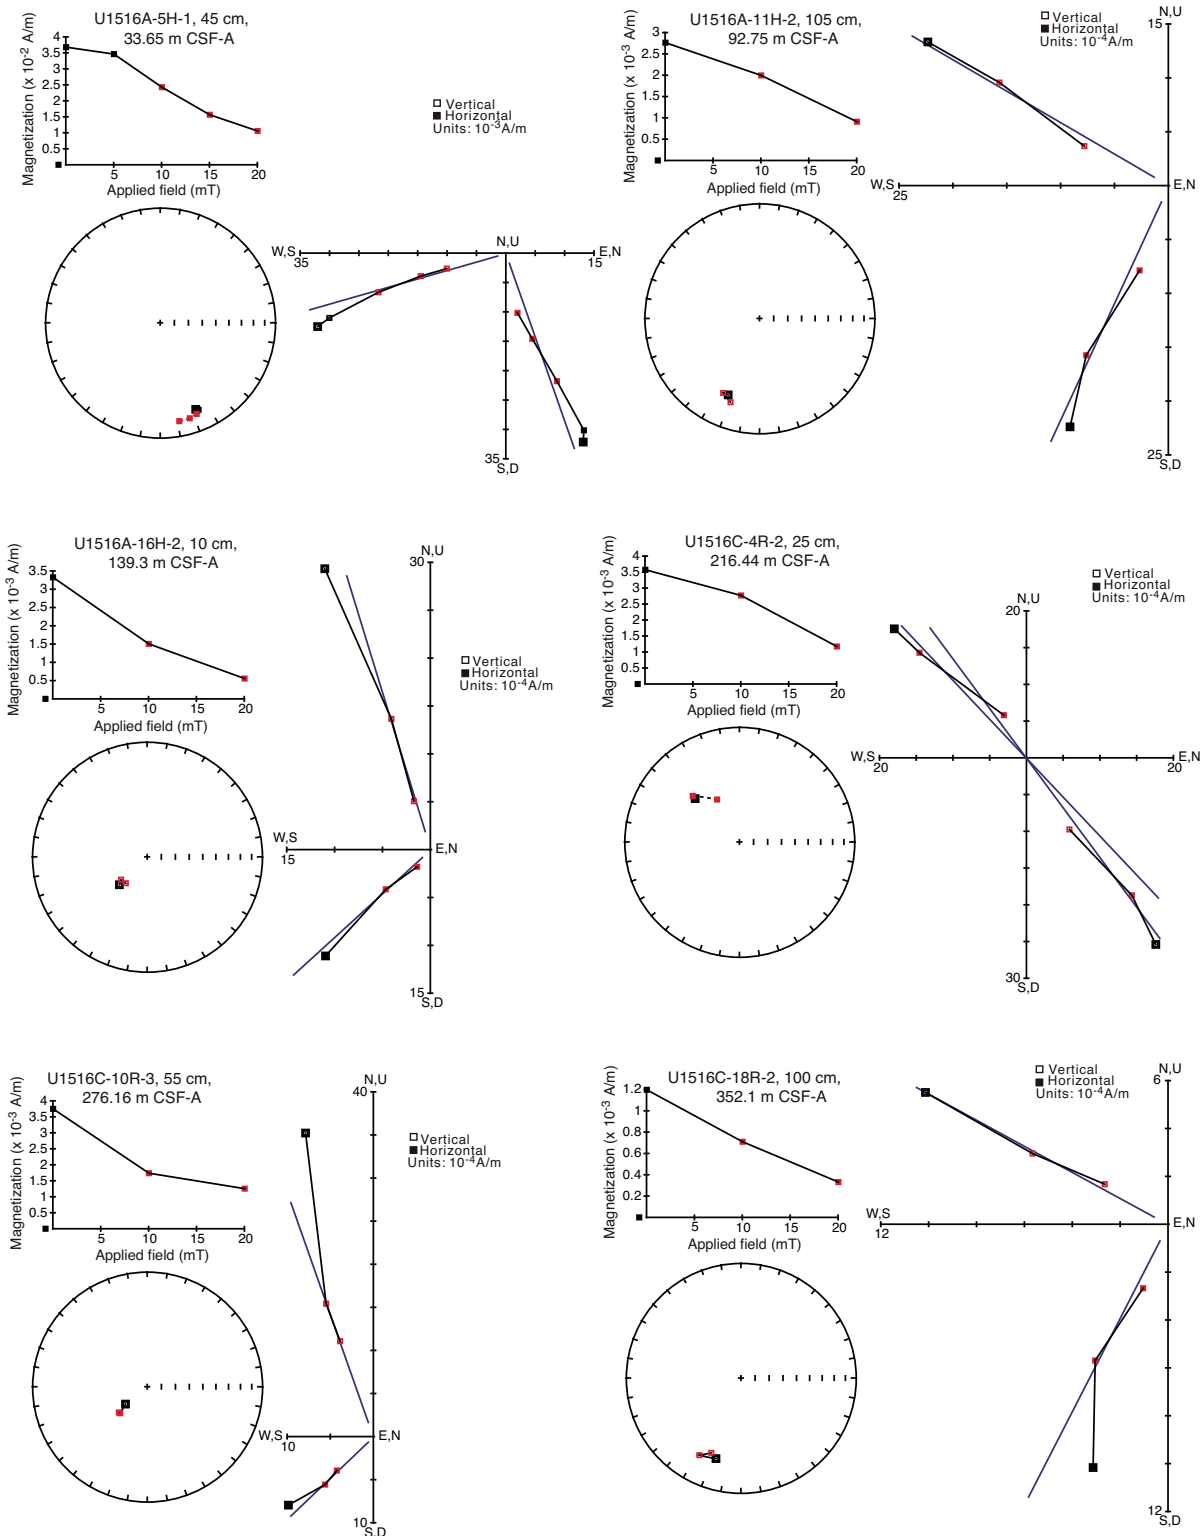 U1516A-5H-1, 45 cm,
33.65 m CSF-A
Magnetization (x 10-2 A/m)
4
3.5
3
2.5
2
1.5
1
0.5
5
10
15
20
Applied field (mT)
Vertical
Horizontal
Units: 10-3A/m
W,S
35
N,U
E,N
15
35
S,D
U1516A-11H-2, 105 cm,
92.75 m CSF-A
Magnetization (x 10-3 A/m)
3
2.5
2
1.5
1
0.5
5
10
15
20
Applied field (mT)
Vertical
Horizontal
Units: 10-4A/m
N,U
15
W,S
25
E,N
25
S,D
U1516A-16H-2, 10 cm,
139.3 m CSF-A
Magnetization (x 10-3 A/m)
3.5
3
2.5
2
1.5
1
0.5
5
10
15
20
Applied field (mT)
Vertical
Horizontal
Units: 10-4A/m
N,U
30
W,S
15
E,N
15
S,D
U1516C-4R-2, 25 cm,
216.44 m CSF-A
Magnetization (x 10-3 A/m)
4
3.5
3
2.5
2
1.5
1
0.5
5
10
15
20
Applied field (mT)
Vertical
Horizontal
Units: 10-4A/m
20
N,U
W,S
20
E,N
20
30
S,D
U1516C-10R-3, 55 cm,
276.16 m CSF-A
Magnetization (x 10-3 A/m)
4
3.5
3
2.5
2
1.5
1
0.5
5
10
15
20
Applied field (mT)
Vertical
Horizontal
Units: 10-4A/m
N,U
40
W,S
10
E,N
10
S,D
U1516C-18R-2, 100 cm,
352.1 m CSF-A
Magnetization (x 10-3 A/m)
1.2
1
0.8
0.6
0.4
0.2
5
10
15
20
Applied field (mT)
Vertical
Horizontal
Units: 10-4A/m
N,U
6
W,S
12
E,N
12
S,D